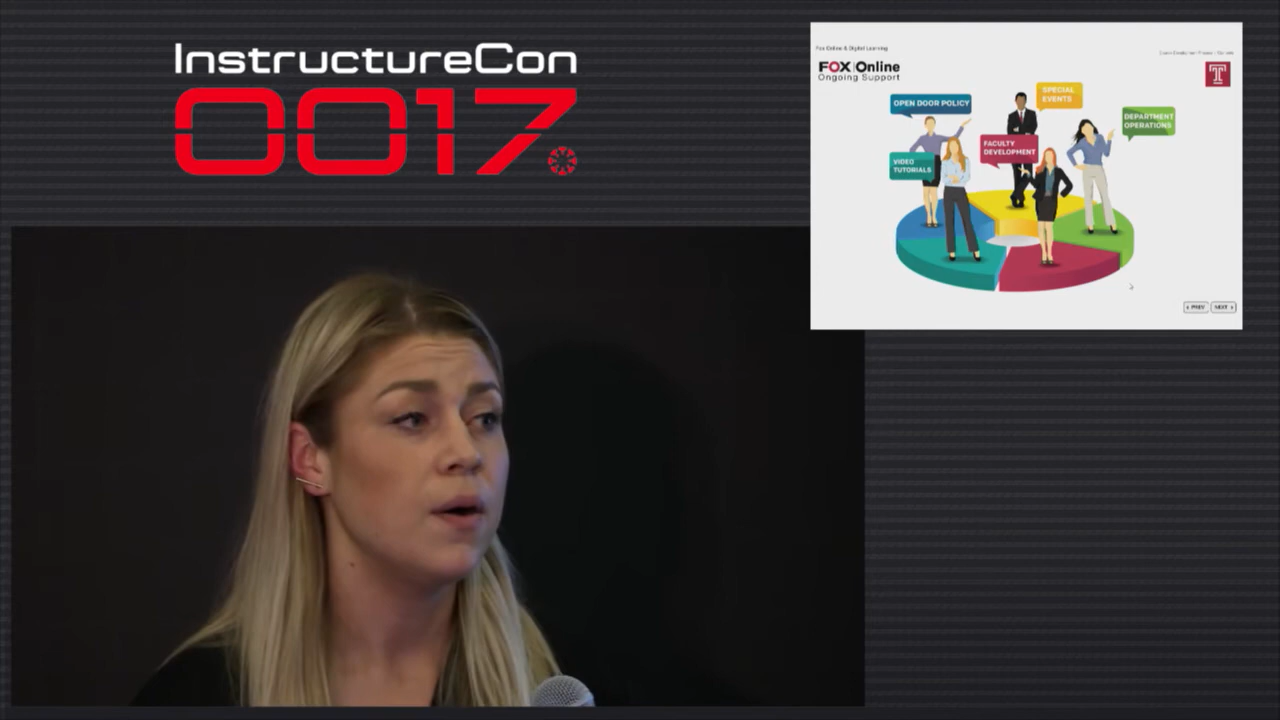 InstructureCon
0017
Fox Online & Digital Learning
FOX Online
Ongoing Support
T
OPEN DOOR POLICY
SPECIAL
EVENTS
DEPARTMENT
OPERATIONS
FACULTY
DEVELOPMENT
VIDEO
TUTORIALS
PREV
NEXT